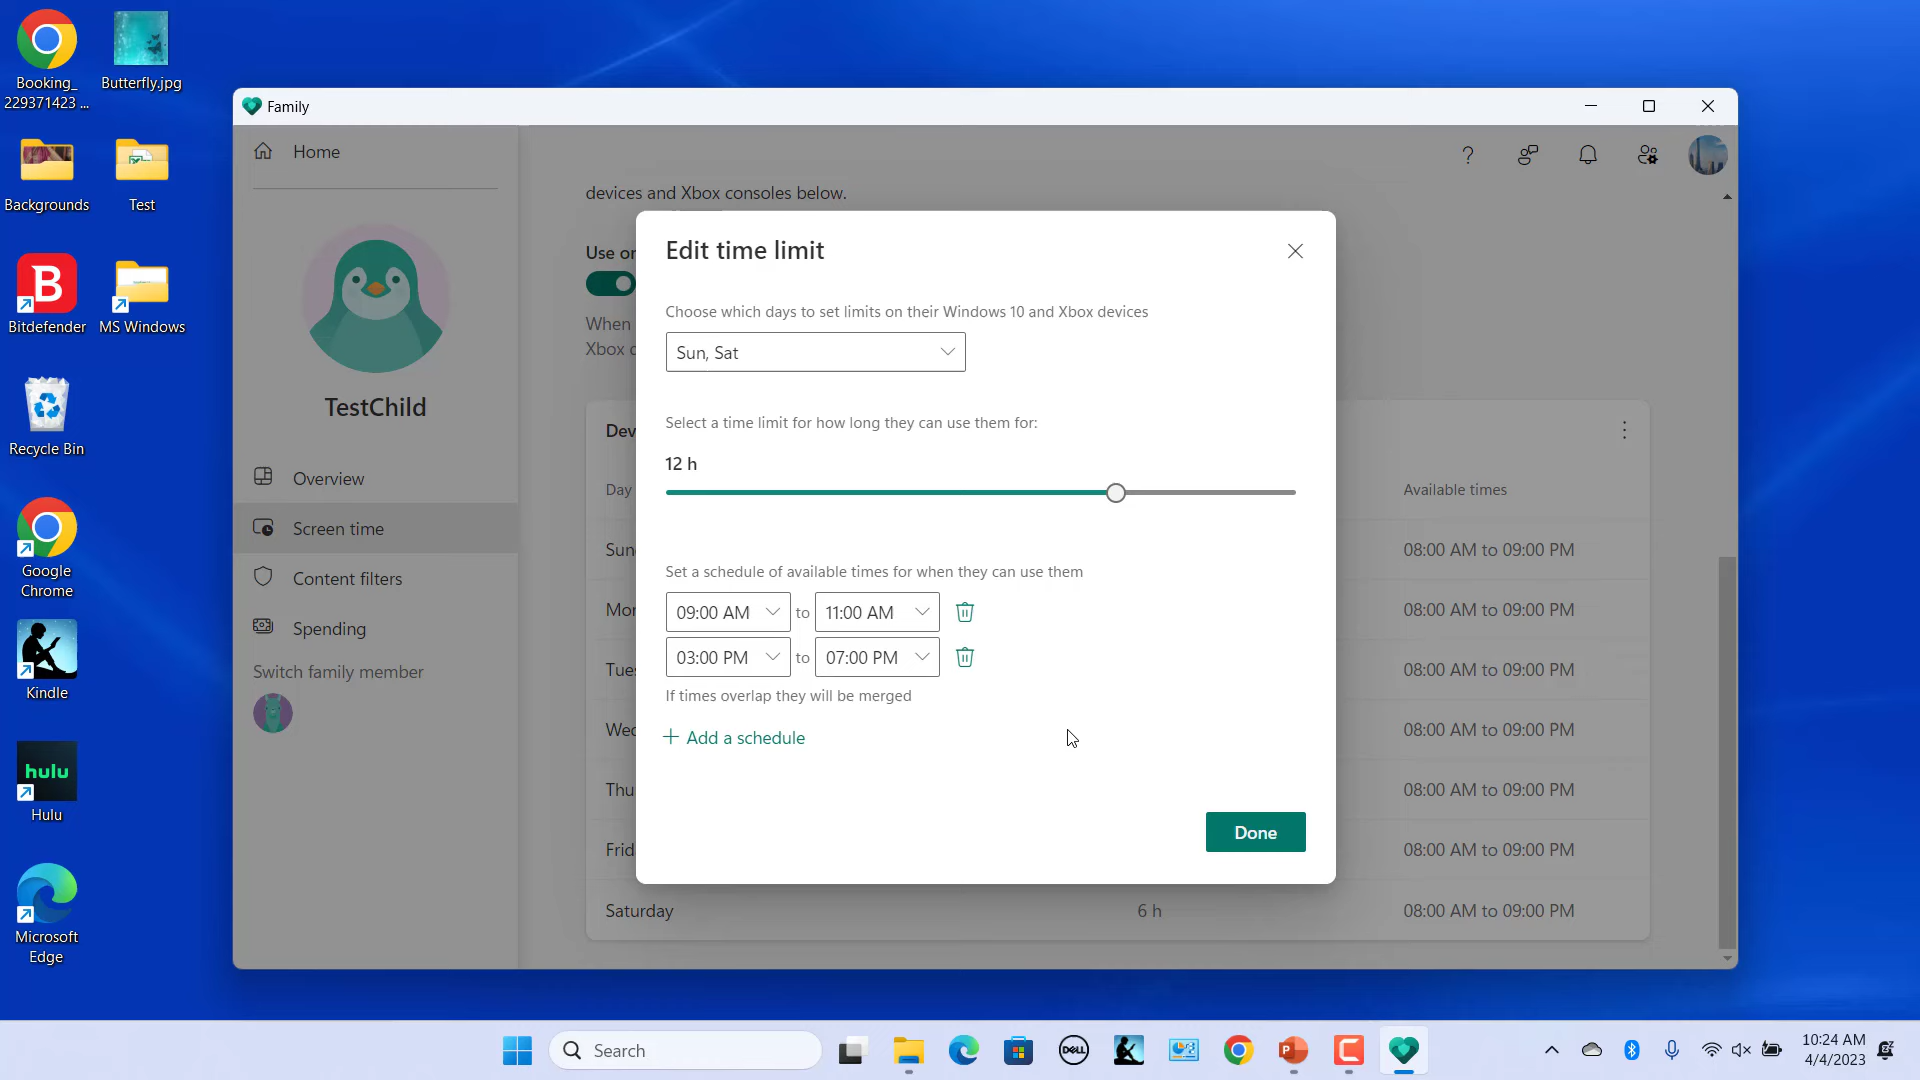 Booking_
229371423 ...
Butterfly.jpg
Backgrounds
Test
B
Bitdefender
MS Windows
Recycle Bin
Google
Chrome
Kindle
hulu
Hulu
Microsoft
Edge
Family
Home
TestChild
Overview
Screen time
Content filters
Spending
Switch family member
?
devices and Xbox consoles below.
Use or
When
Xbox c
Dev
Day
Available times
Sun
08:00 AM to 09:00 PM
Mor
08:00 AM to 09:00 PM
Tues
08:00 AM to 09:00 PM
Wed
08:00 AM to 09:00 PM
Thu
08:00 AM to 09:00 PM
Frid
08:00 AM to 09:00 PM
Saturday
6 h
08:00 AM to 09:00 PM
Edit time limit
Choose which days to set limits on their Windows 10 and Xbox devices
Sun, Sat
Select a time limit for how long they can use them for:
12 h
Set a schedule of available times for when they can use them
09:00 AM to 11:00 AM
03:00 PM to 07:00 PM
If times overlap they will be merged
+ Add a schedule
Done
Search
DELL
10:24 AM
4/4/2023